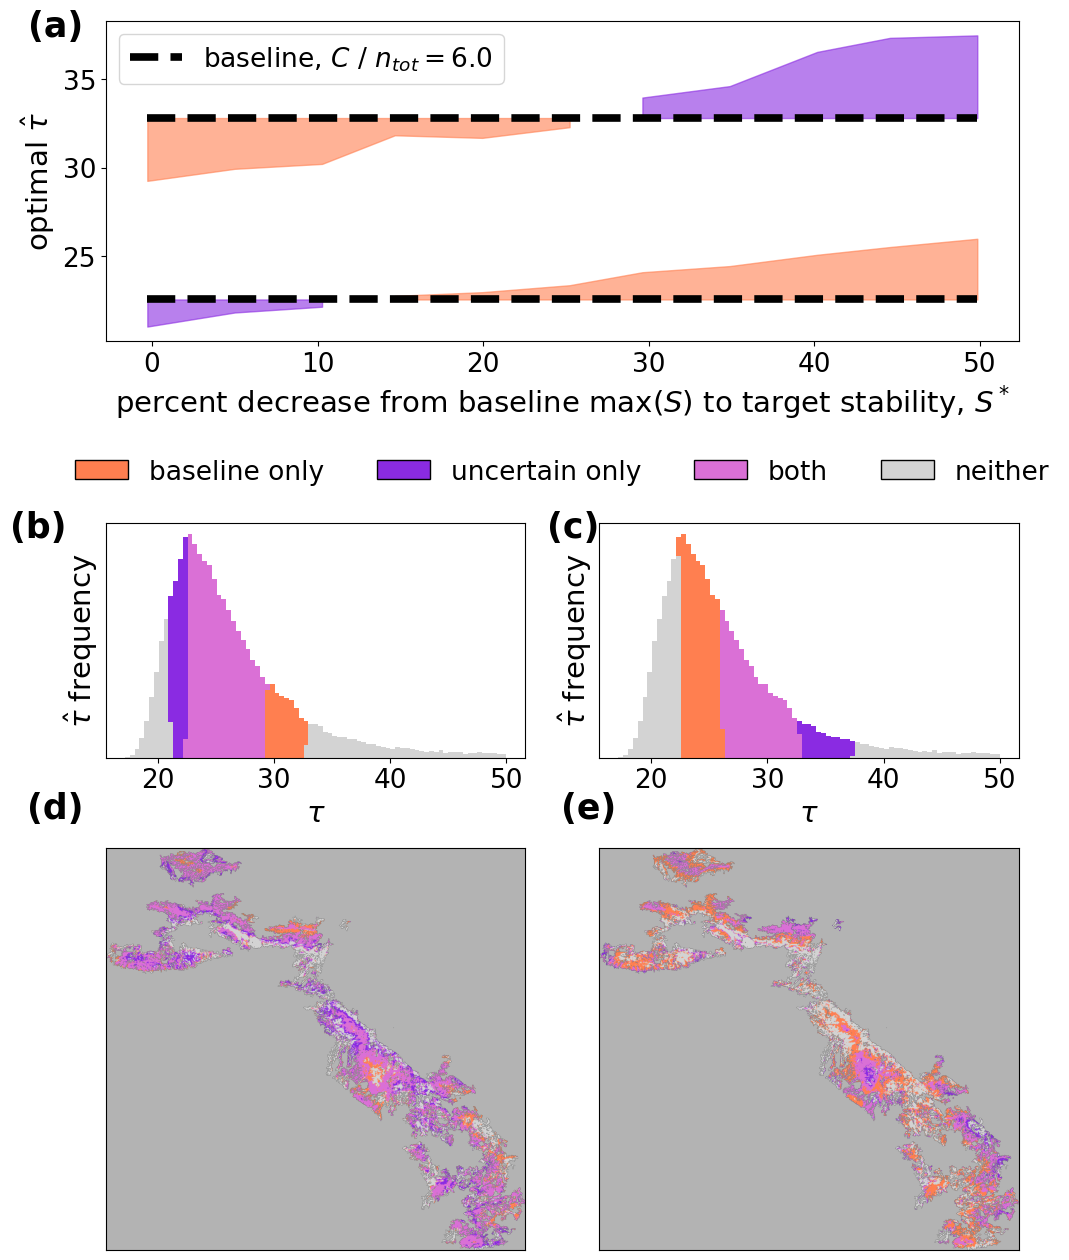 (a)
baseline, C / n_tot = 6.0
35
30
25
optimal τ̂
0 10 20 30 40 50
percent decrease from baseline max(S) to target stability, S*
baseline only uncertain only both neither
(b) (c)
τ̂ frequency τ̂ frequency
20 30 40 50 20 30 40 50
τ τ
(d) (e)